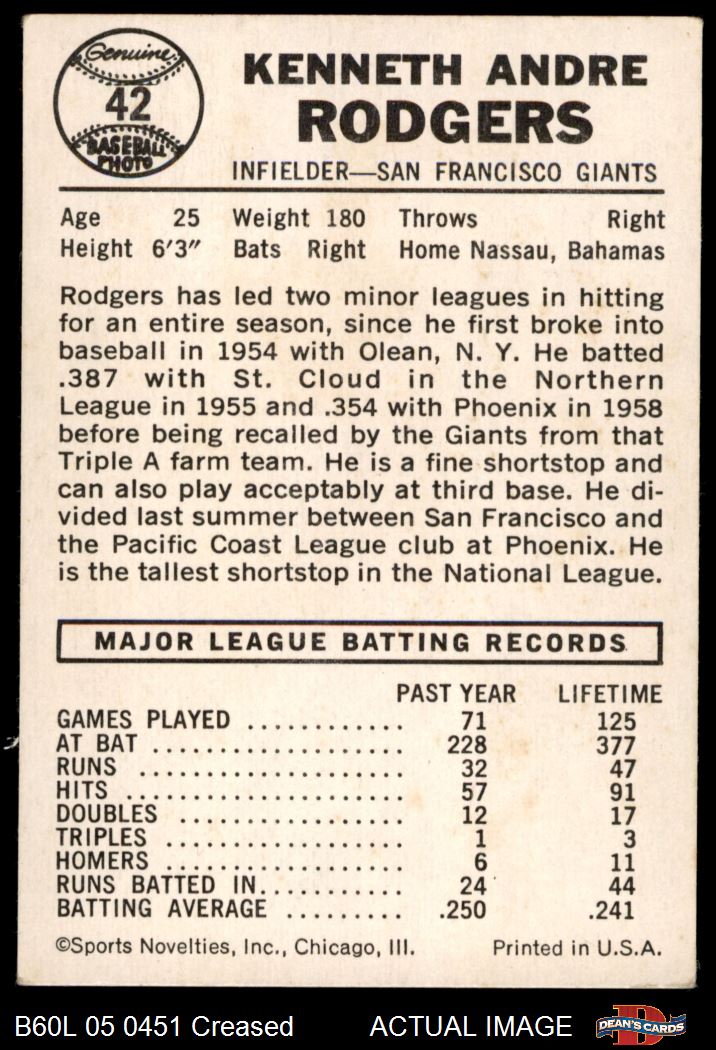 Genuine
42
BASEBALL
PHOTO
KENNETH ANDRE
RODGERS
INFIELDER—SAN FRANCISCO GIANTS
Age 25 Weight 180 Throws Right
Height 6'3" Bats Right Home Nassau, Bahamas
Rodgers has led two minor leagues in hitting
for an entire season, since he first broke into
baseball in 1954 with Olean, N. Y. He batted
.387 with St. Cloud in the Northern
League in 1955 and .354 with Phoenix in 1958
before being recalled by the Giants from that
Triple A farm team. He is a fine shortstop and
can also play acceptably at third base. He di-
vided last summer between San Francisco and
the Pacific Coast League club at Phoenix. He
is the tallest shortstop in the National League.
MAJOR LEAGUE BATTING RECORDS
PAST YEAR LIFETIME
GAMES PLAYED ............ 71 125
AT BAT ................... 228 377
RUNS .................... 32 47
HITS ..................... 57 91
DOUBLES ................ 12 17
TRIPLES ................. 1 3
HOMERS ................. 6 11
RUNS BATTED IN........... 24 44
BATTING AVERAGE ......... .250 .241
©Sports Novelties, Inc., Chicago, Ill. Printed in U.S.A.
B60L 05 0451 Creased ACTUAL IMAGE DEAN'S CARDS